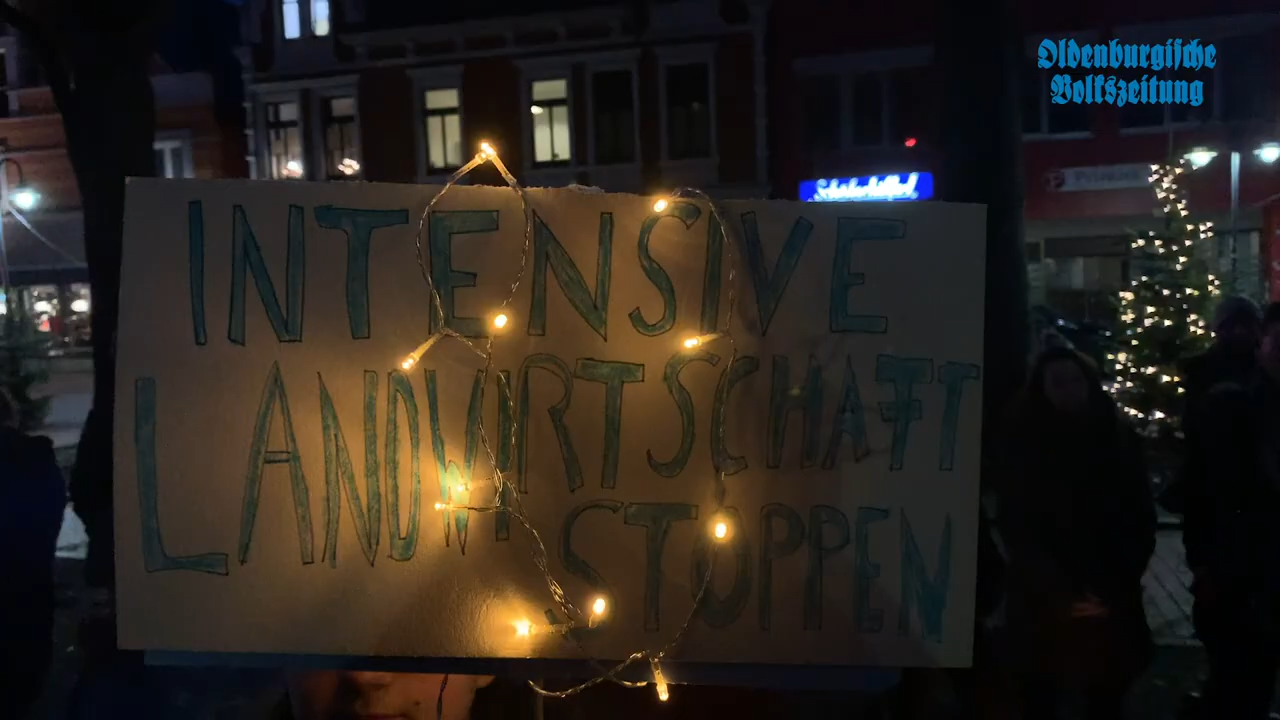 Oldenburgische
Volkszeitung
INTENSIVE
LANDWIRTSCHAFT
STOPPEN